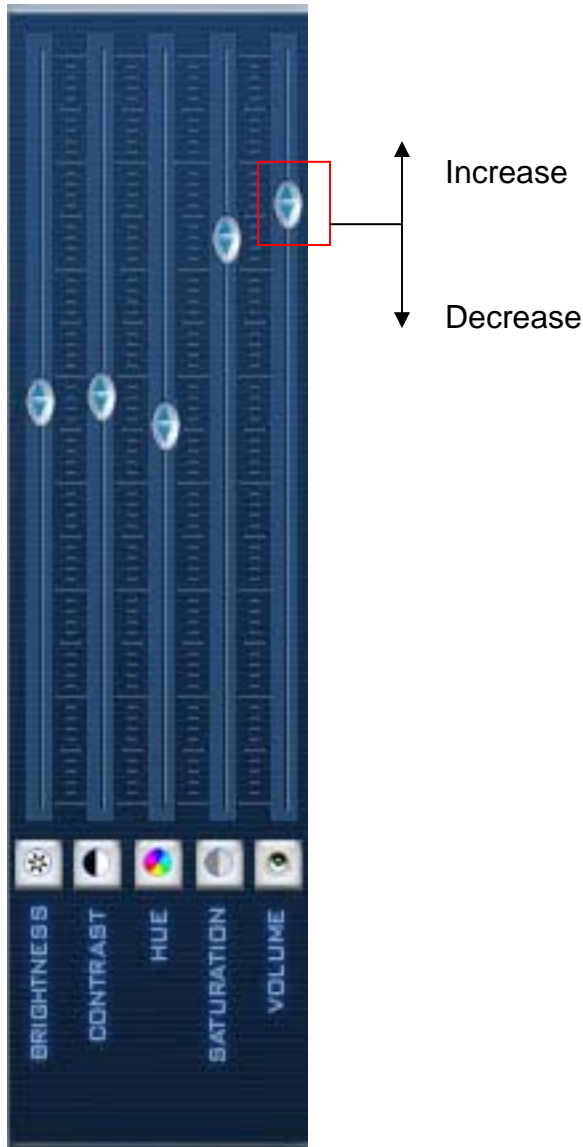 Increase
Decrease
BRIGHTNESS
CONTRAST
HUE
SATURATION
VOLUME